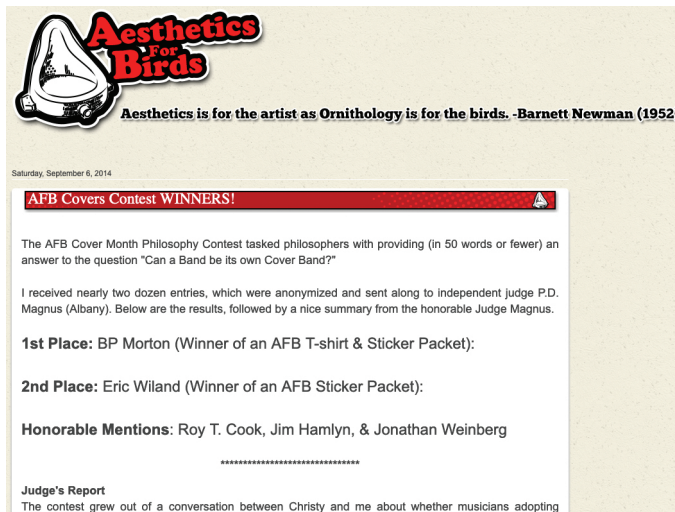 Aesthetics
For
Birds
Aesthetics is for the artist as Ornithology is for the birds. -Barnett Newman (1952
Saturday, September 6, 2014
AFB Covers Contest WINNERS!
The AFB Cover Month Philosophy Contest tasked philosophers with providing (in 50 words or fewer) an
answer to the question "Can a Band be its own Cover Band?"
I received nearly two dozen entries, which were anonymized and sent along to independent judge P.D.
Magnus (Albany). Below are the results, followed by a nice summary from the honorable Judge Magnus.
1st Place: BP Morton (Winner of an AFB T-shirt & Sticker Packet):
2nd Place: Eric Wiland (Winner of an AFB Sticker Packet):
Honorable Mentions: Roy T. Cook, Jim Hamlyn, & Jonathan Weinberg
******************************
Judge's Report
The contest grew out of a conversation between Christy and me about whether musicians adopting